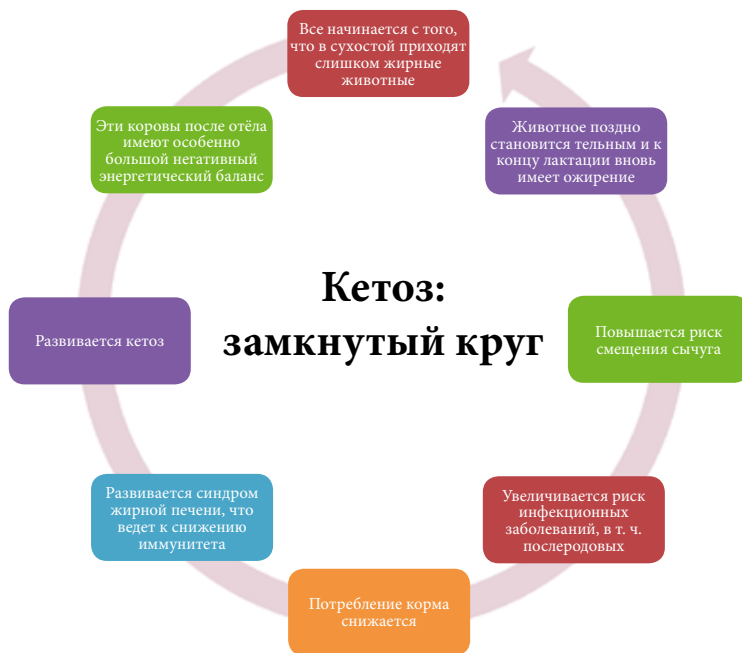 Все начинается с того,
что в сухостой приходят
слишком жирные
животные
Эти коровы после отёла
имеют особенно
большой негативный
энергетический баланс
Развивается кетоз
Развивается синдром
жирной печени, что
ведет к снижению
иммунитета
Потребление корма
снижается
Увеличивается риск
инфекционных
заболеваний, в т. ч.
послеродовых
Повышается риск
смещения сычуга
Животное поздно
становится тельным и к
концу лактации вновь
имеет ожирение
Кетоз:
замкнутый круг